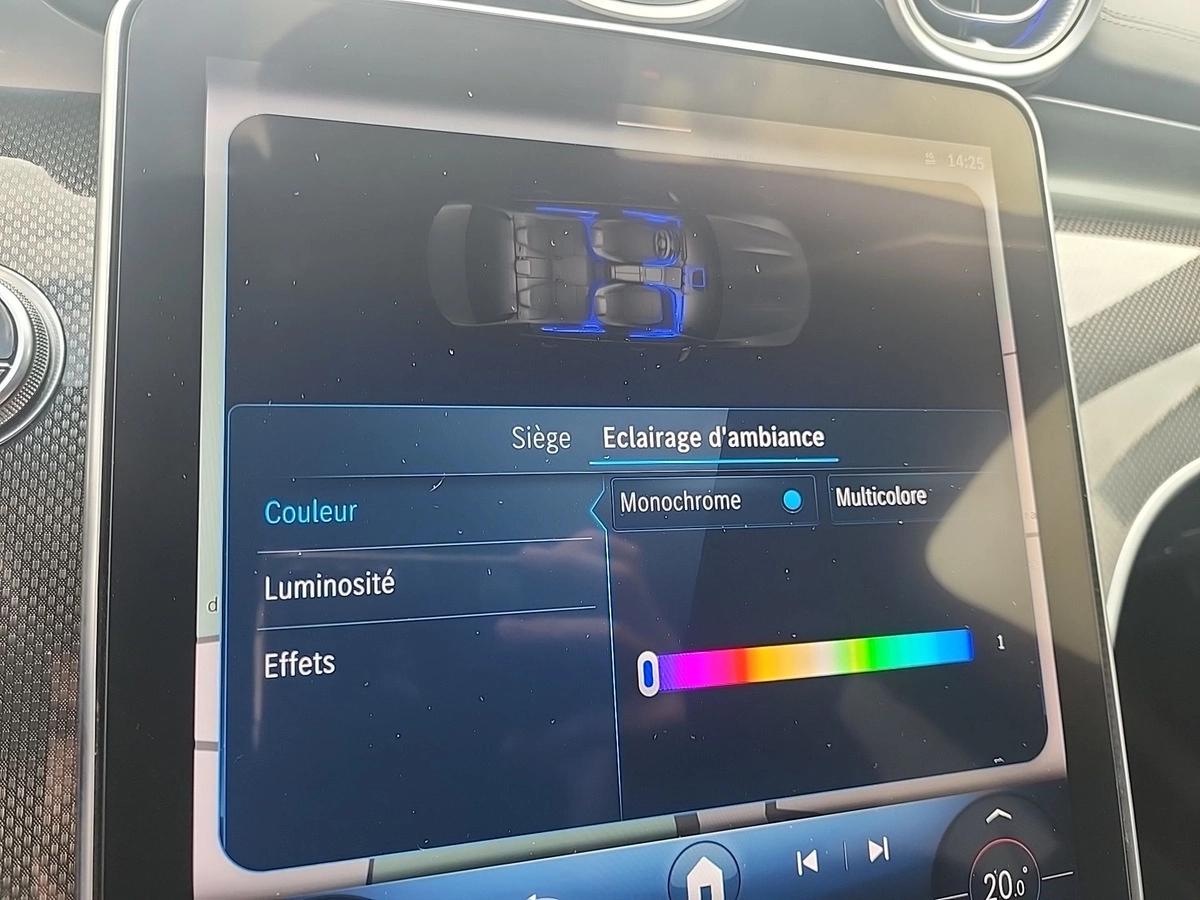 14:25
Siège Eclairage d'ambiance
Couleur Monochrome Multicolore
Luminosité
1
Effets
20.0°